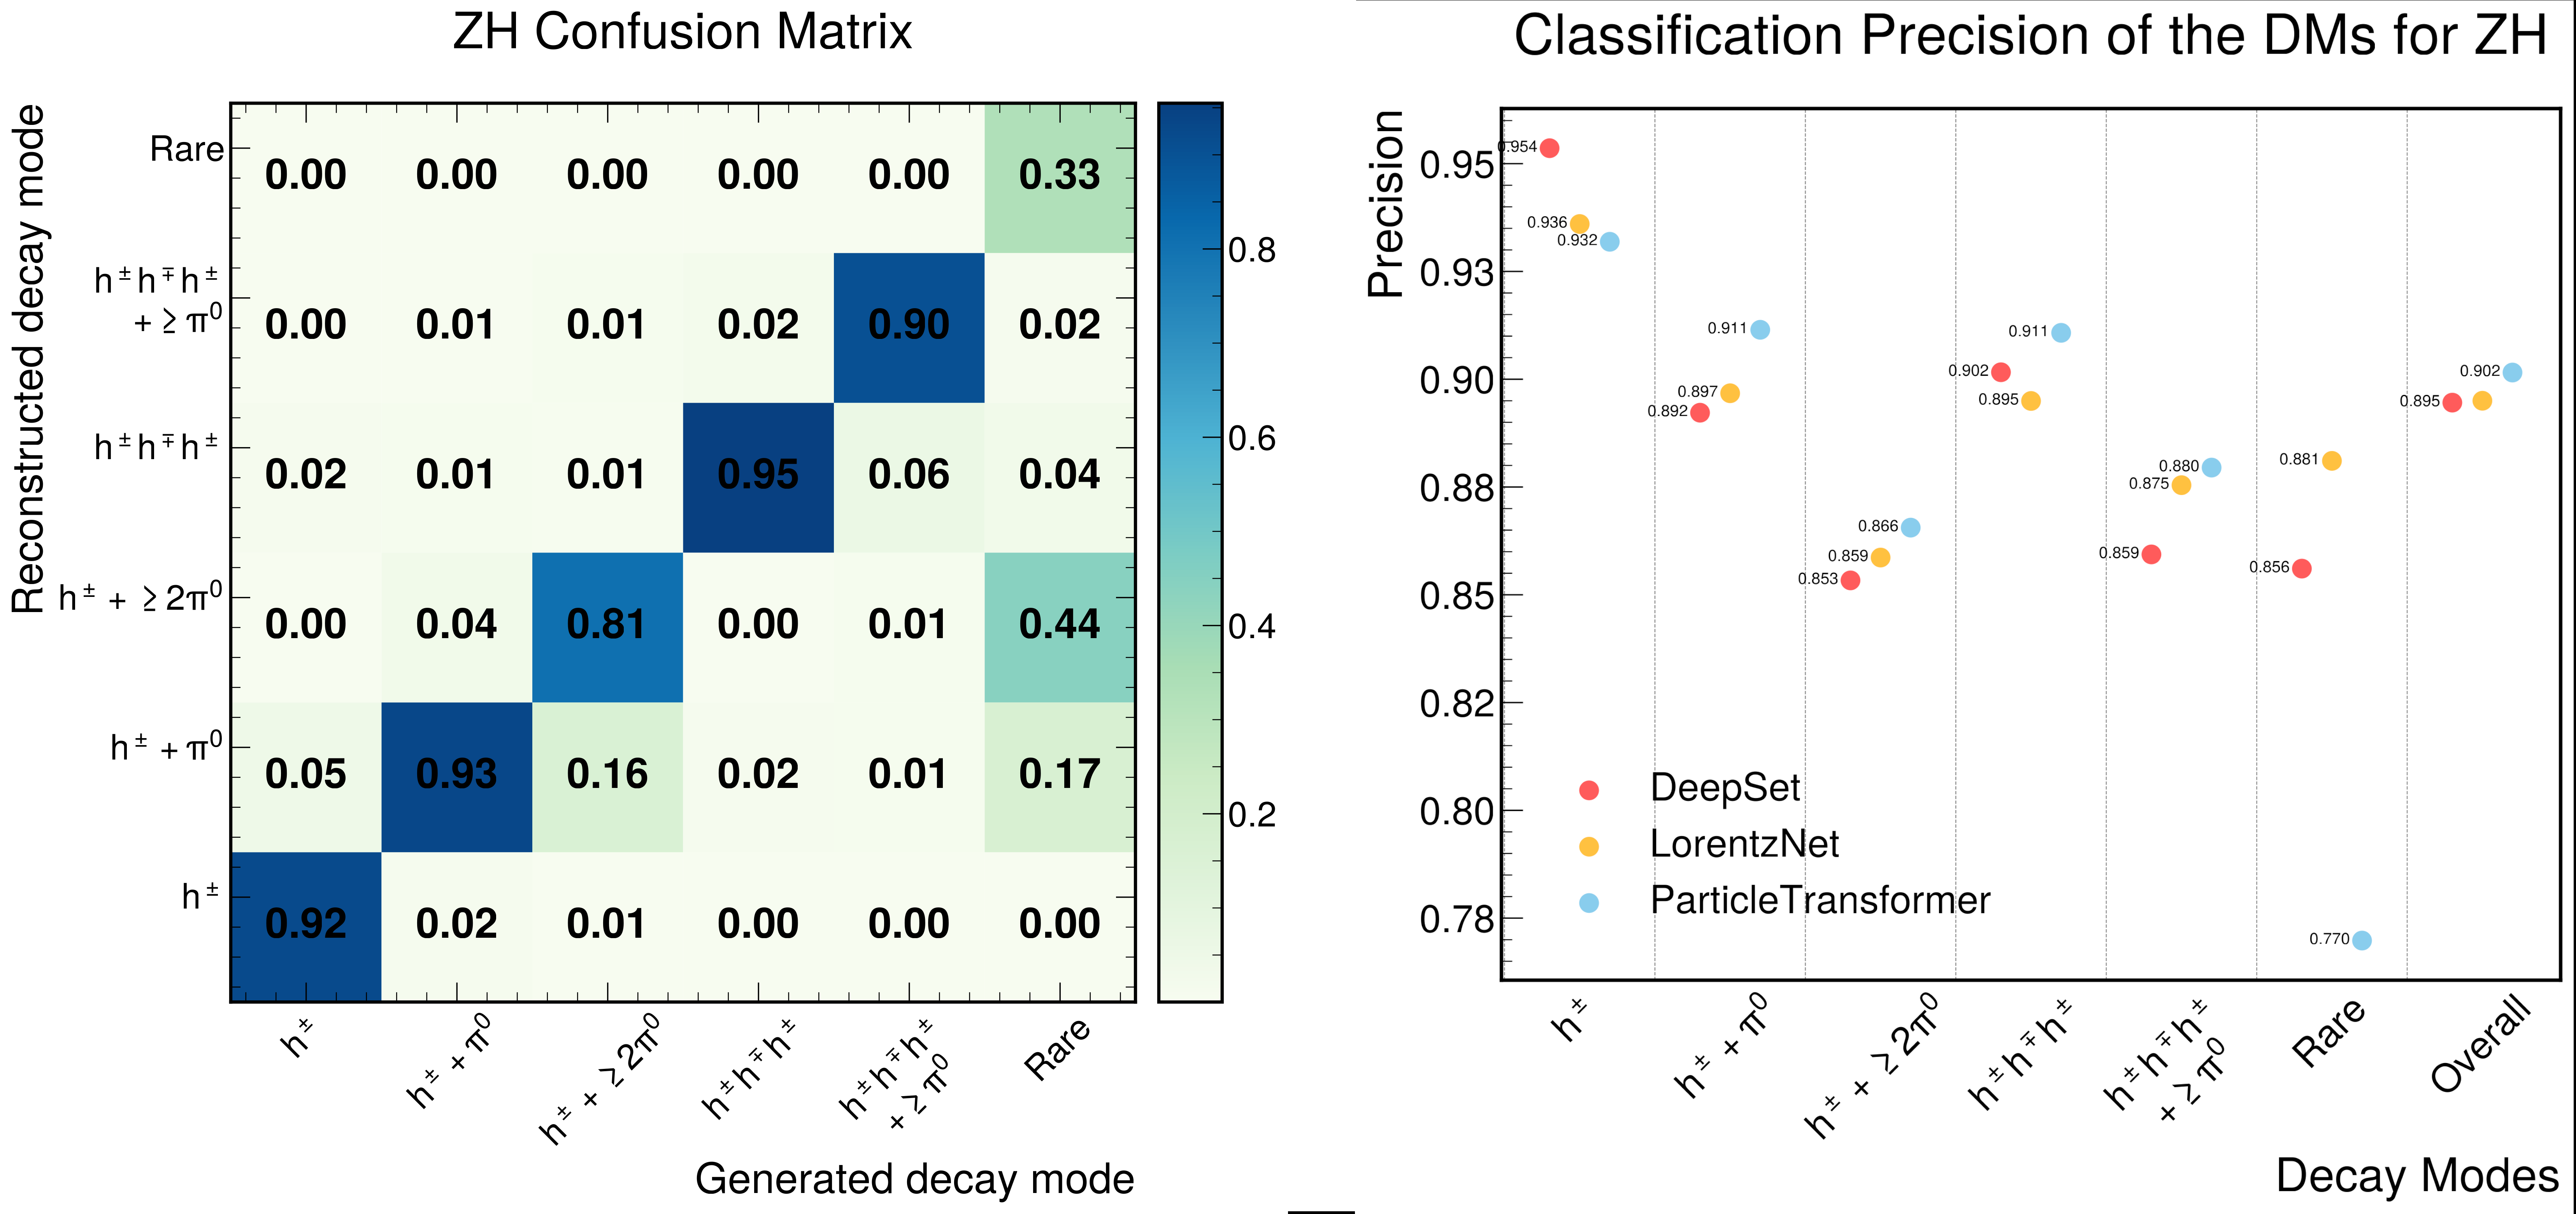 ZH Confusion Matrix
Reconstructed decay mode
Rare
0.00 0.00 0.00 0.00 0.00 0.33
h± h∓ h±
+ ≥ π⁰
0.00 0.01 0.01 0.02 0.90 0.02
h± h∓ h±
0.02 0.01 0.01 0.95 0.06 0.04
h± + ≥ 2π⁰
0.00 0.04 0.81 0.00 0.01 0.44
h± + π⁰
0.05 0.93 0.16 0.02 0.01 0.17
h±
0.92 0.02 0.01 0.00 0.00 0.00
h±
h± + π⁰
h± + ≥ 2π⁰
h± h∓ h±
h± h∓ h±
+ ≥ π⁰
Rare
Generated decay mode
0.8
0.6
0.4
0.2
Classification Precision of the DMs for ZH
Precision
0.95
0.93
0.90
0.88
0.85
0.82
0.80
0.78
0.954
0.936
0.932
0.892
0.897
0.911
0.853
0.859
0.866
0.902
0.895
0.911
0.859
0.875
0.880
0.856
0.881
0.770
0.895
0.902
DeepSet
LorentzNet
ParticleTransformer
h±
h± + π⁰
h± + ≥ 2π⁰
h± h∓ h±
h± h∓ h±
+ ≥ π⁰
Rare
Overall
Decay Modes